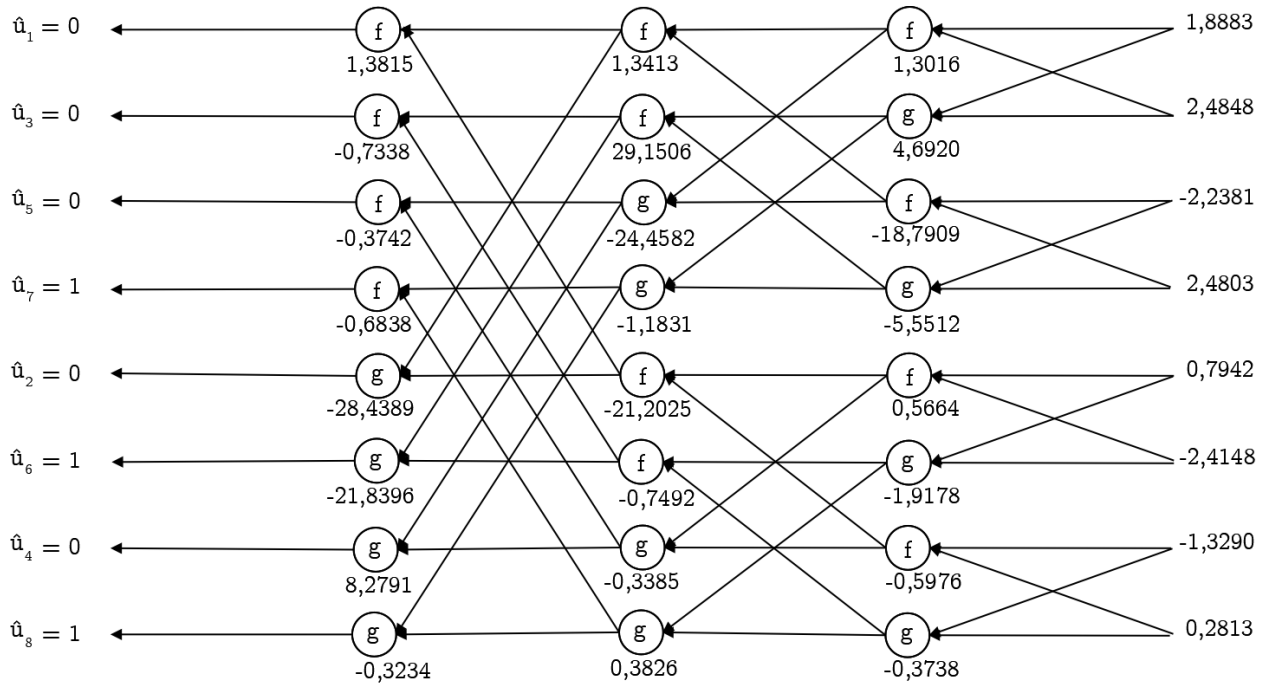 û₁ = 0 f f f 1,8883
1,3815 1,3413 1,3016
û₃ = 0 f f g 2,4848
-0,7338 29,1506 4,6920
û₅ = 0 f g f -2,2381
-0,3742 -24,4582 -18,7909
û₇ = 1 f g g 2,4803
-0,6838 -1,1831 -5,5512
û₂ = 0 g f f 0,7942
-28,4389 -21,2025 0,5664
û₆ = 1 g f g -2,4148
-21,8396 -0,7492 -1,9178
û₄ = 0 g g f -1,3290
8,2791 -0,3385 -0,5976
û₈ = 1 g g g 0,2813
-0,3234 0,3826 -0,3738